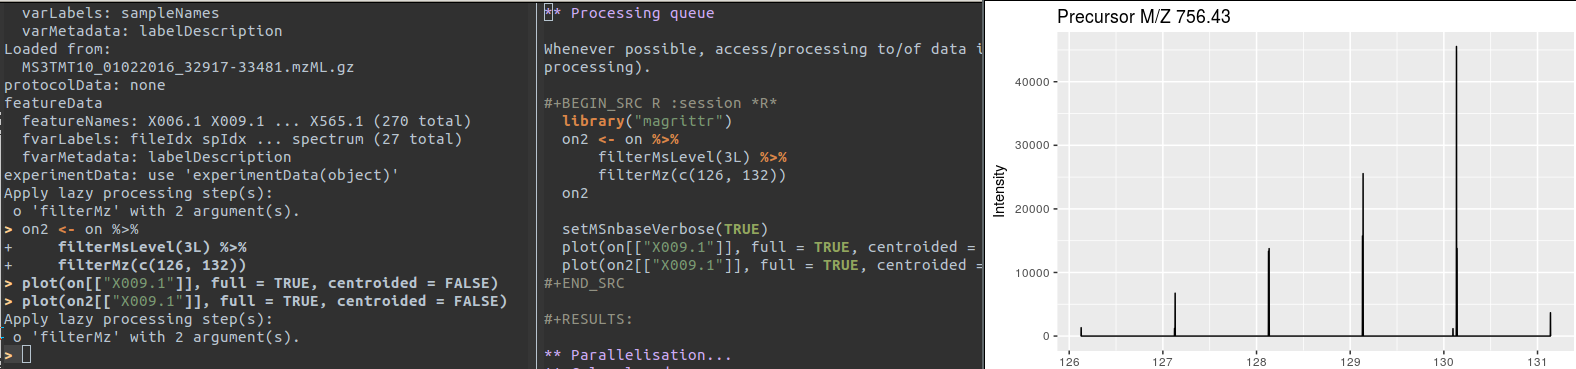 varLabels: sampleNames
varMetadata: labelDescription
Loaded from:
MS3TMT10_01022016_32917-33481.mzML.gz
protocolData: none
featureData
featureNames: X006.1 X009.1 ... X565.1 (270 total)
fvarLabels: fileIdx spIdx ... spectrum (27 total)
fvarMetadata: labelDescription
experimentData: use 'experimentData(object)'
Apply lazy processing step(s):
o 'filterMz' with 2 argument(s).
> on2 <- on %>%
+     filterMsLevel(3L) %>%
+     filterMz(c(126, 132))
> plot(on[["X009.1"]], full = TRUE, centroided = FALSE)
> plot(on2[["X009.1"]], full = TRUE, centroided = FALSE)
Apply lazy processing step(s):
o 'filterMz' with 2 argument(s).
>
** Processing queue
Whenever possible, access/processing to/of data i
processing).
#+BEGIN_SRC R :session *R*
library("magrittr")
on2 <- on %>%
filterMsLevel(3L) %>%
filterMz(c(126, 132))
on2
setMSnbaseVerbose(TRUE)
plot(on[["X009.1"]], full = TRUE, centroided =
plot(on2[["X009.1"]], full = TRUE, centroided =
#+END_SRC
#+RESULTS:
** Parallelisation...
Precursor M/Z 756.43
Intensity
40000
30000
20000
10000
0
126 127 128 129 130 131